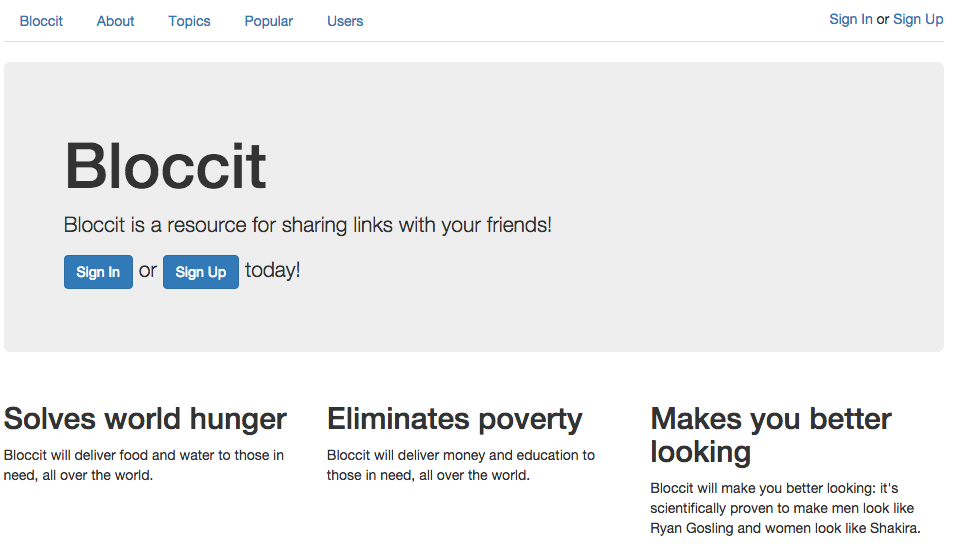 Bloccit About Topics Popular Users Sign In or Sign Up
Bloccit
Bloccit is a resource for sharing links with your friends!
Sign In or Sign Up today!
Solves world hunger
Bloccit will deliver food and water to those in
need, all over the world.
Eliminates poverty
Bloccit will deliver money and education to
those in need, all over the world.
Makes you better
looking
Bloccit will make you better looking: it's
scientifically proven to make men look like
Ryan Gosling and women look like Shakira.